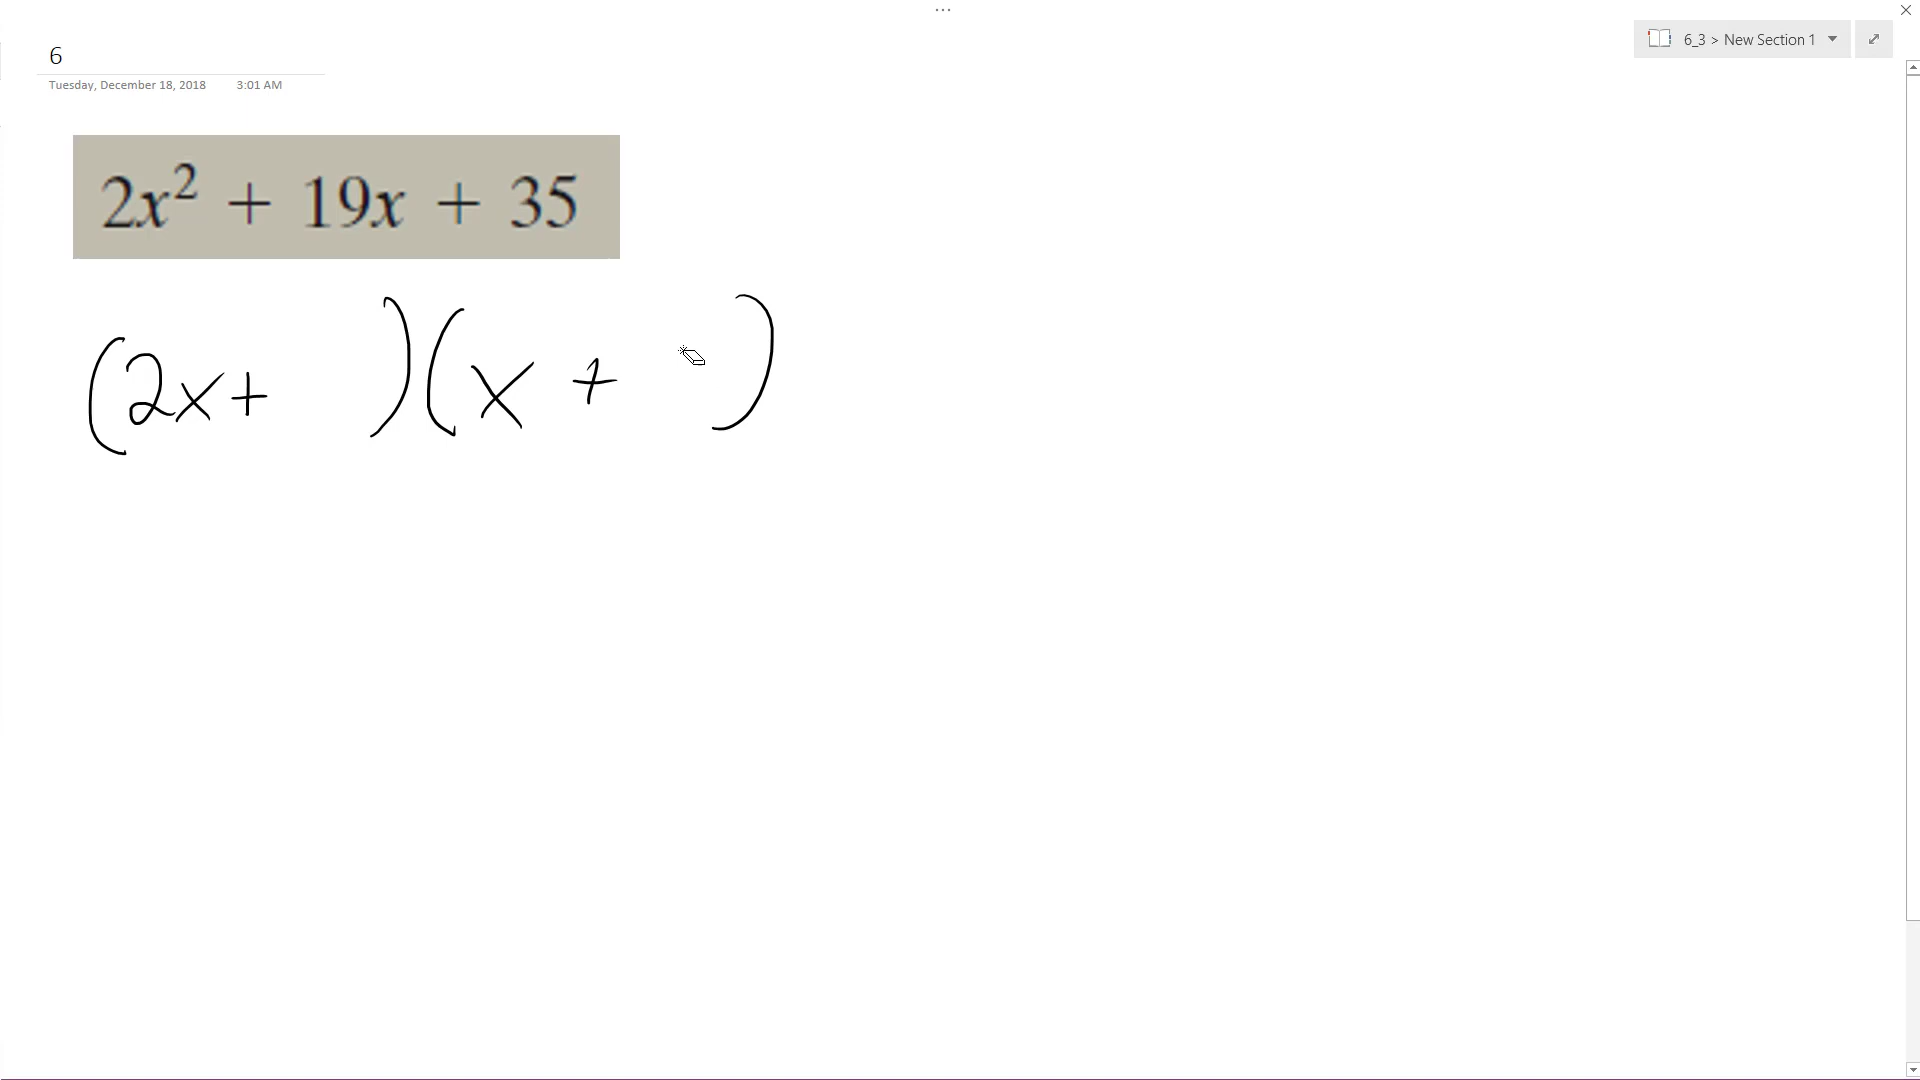 ...
6_3 > New Section 1
6
Tuesday, December 18, 2018 3:01 AM
2x² + 19x + 35
(2x+ )(x + )